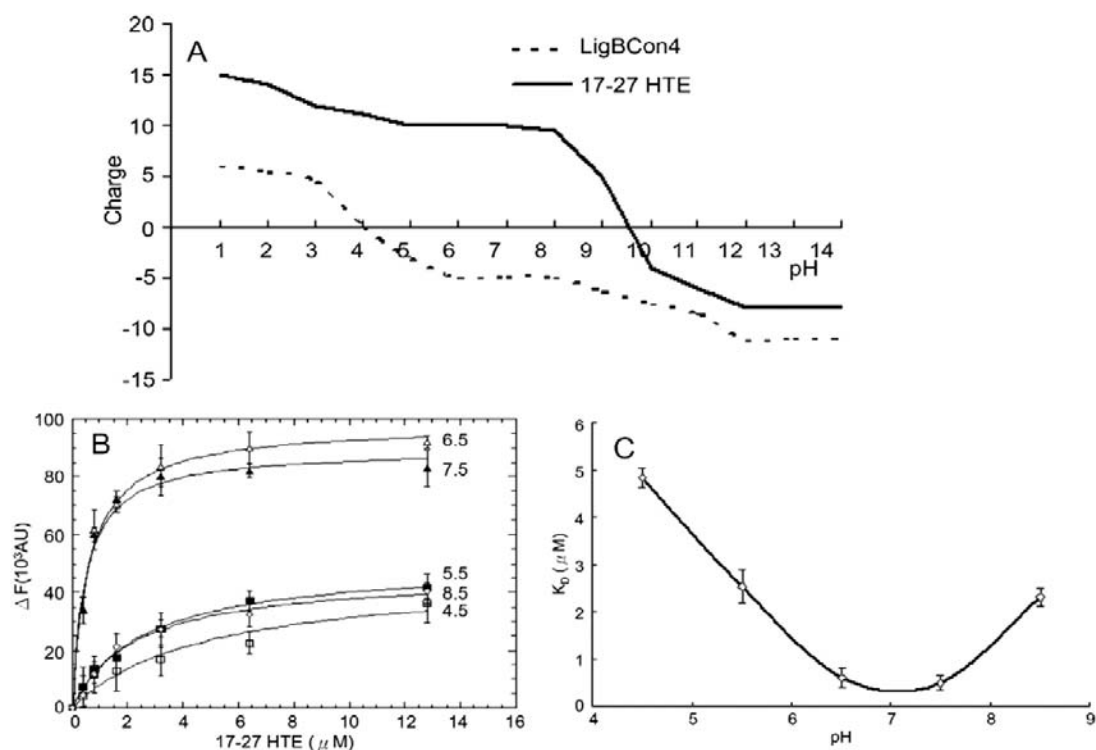 A
20
15
10
5
0
-5
-10
-15
Charge
LigBCon4
17-27 HTE
1 2 3 4 5 6 7 8 9 10 11 12 13 14
pH
B
100
80
60
40
20
0
ΔF(10³AU)
6.5
7.5
5.5
8.5
4.5
0 2 4 6 8 10 12 14 16
17-27 HTE (μM)
C
6
5
4
3
2
1
0
K_D (μM)
4 5 6 7 8 9
pH